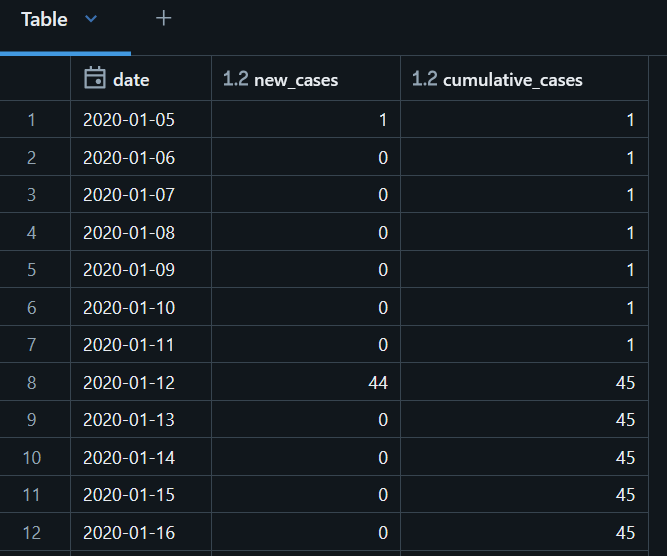 Table +
date 1.2 new_cases 1.2 cumulative_cases
1 2020-01-05 1 1
2 2020-01-06 0 1
3 2020-01-07 0 1
4 2020-01-08 0 1
5 2020-01-09 0 1
6 2020-01-10 0 1
7 2020-01-11 0 1
8 2020-01-12 44 45
9 2020-01-13 0 45
10 2020-01-14 0 45
11 2020-01-15 0 45
12 2020-01-16 0 45